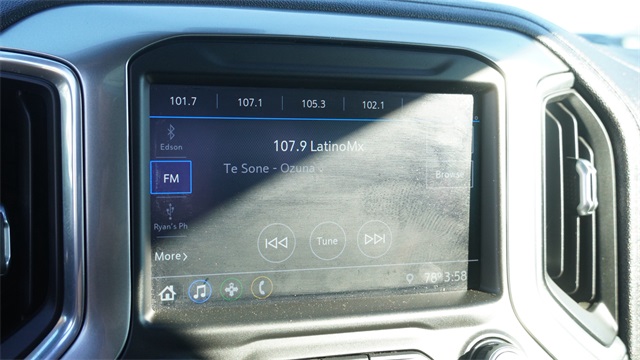 101.7 107.1 105.3 102.1
107.9 LatinoMx
Edson
Te Sone - Ozuna
FM
Browse
Ryan's Ph
Tune
More
78° 3:58